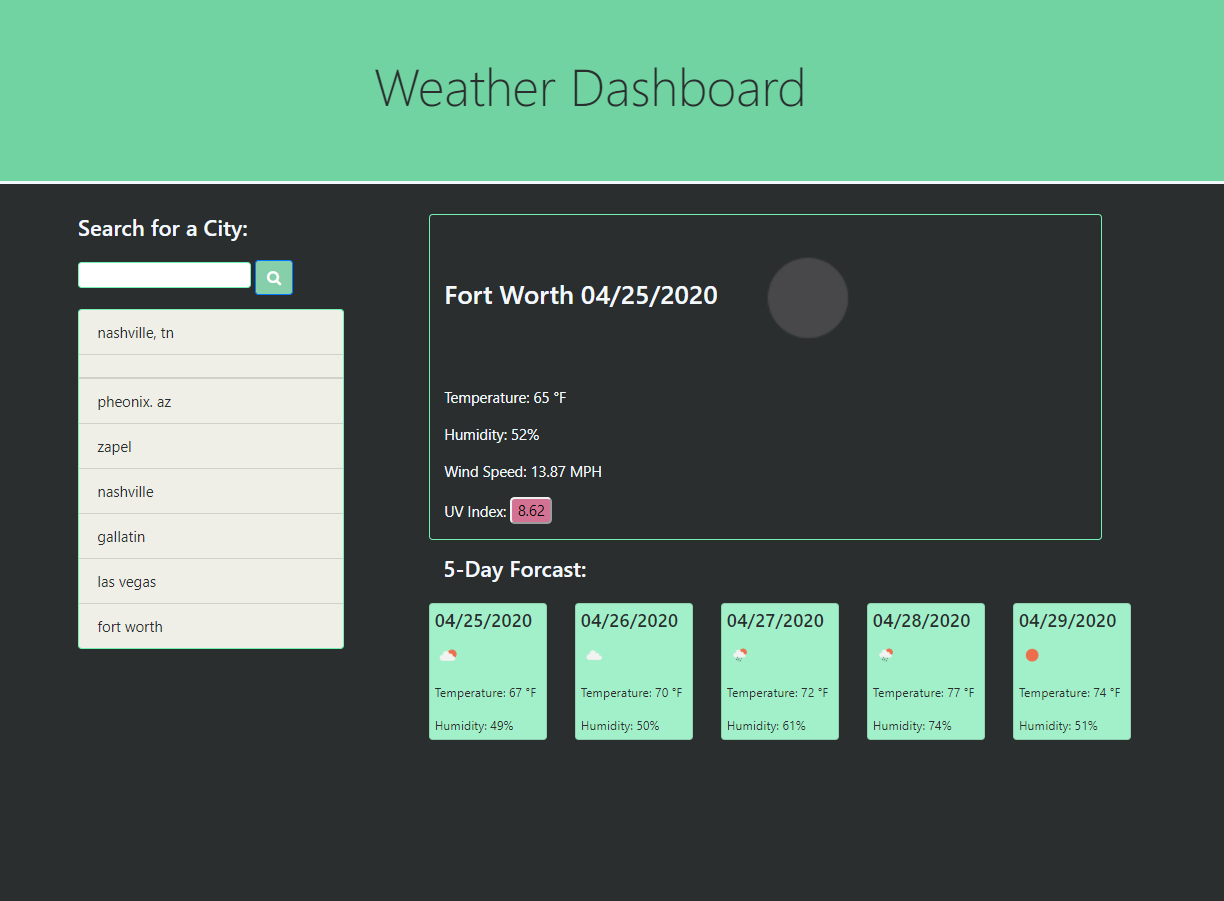 Weather Dashboard
Search for a City:
nashville, tn
pheonix. az
zapel
nashville
gallatin
las vegas
fort worth
Fort Worth 04/25/2020
Temperature: 65 °F
Humidity: 52%
Wind Speed: 13.87 MPH
UV Index: 8.62
5-Day Forcast:
04/25/2020
Temperature: 67 °F
Humidity: 49%
04/26/2020
Temperature: 70 °F
Humidity: 50%
04/27/2020
Temperature: 72 °F
Humidity: 61%
04/28/2020
Temperature: 77 °F
Humidity: 74%
04/29/2020
Temperature: 74 °F
Humidity: 51%